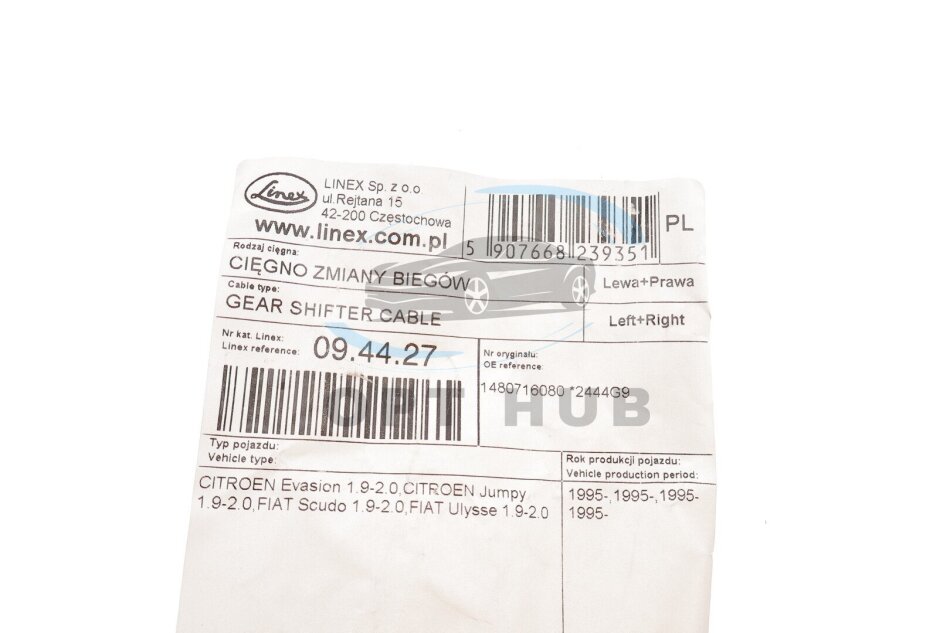 Linex
LINEX Sp. z o.o
ul.Rejtana 15
42-200 Częstochowa
www.linex.com.pl
5 907668 239351
PL
Rodzaj cięgna:
CIĘGNO ZMIANY BIEGÓW
Lewa+Prawa
Cable type:
GEAR SHIFTER CABLE
Left+Right
Nr kat. Linex:
Linex reference:
09.44.27
Nr oryginału:
OE reference:
1480716080 *2444G9
OPT HUB
Typ pojazdu:
Vehicle type:
Rok produkcji pojazdu:
Vehicle production period:
CITROEN Evasion 1.9-2.0,CITROEN Jumpy
1.9-2.0,FIAT Scudo 1.9-2.0,FIAT Ulysse 1.9-2.0
1995-,1995-,1995-
1995-